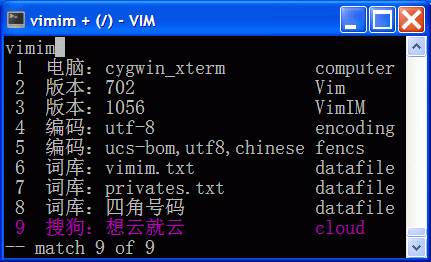 vimim + (/) - VIM
vimim
1 电脑：cygwin_xterm computer
2 版本：702 Vim
3 版本：1056 VimIM
4 编码：utf-8 encoding
5 编码：ucs-bom,utf8,chinese fencs
6 词库：vimim.txt datafile
7 词库：privates.txt datafile
8 词库：四角号码 datafile
9 搜狗：想云就云 cloud
-- match 9 of 9